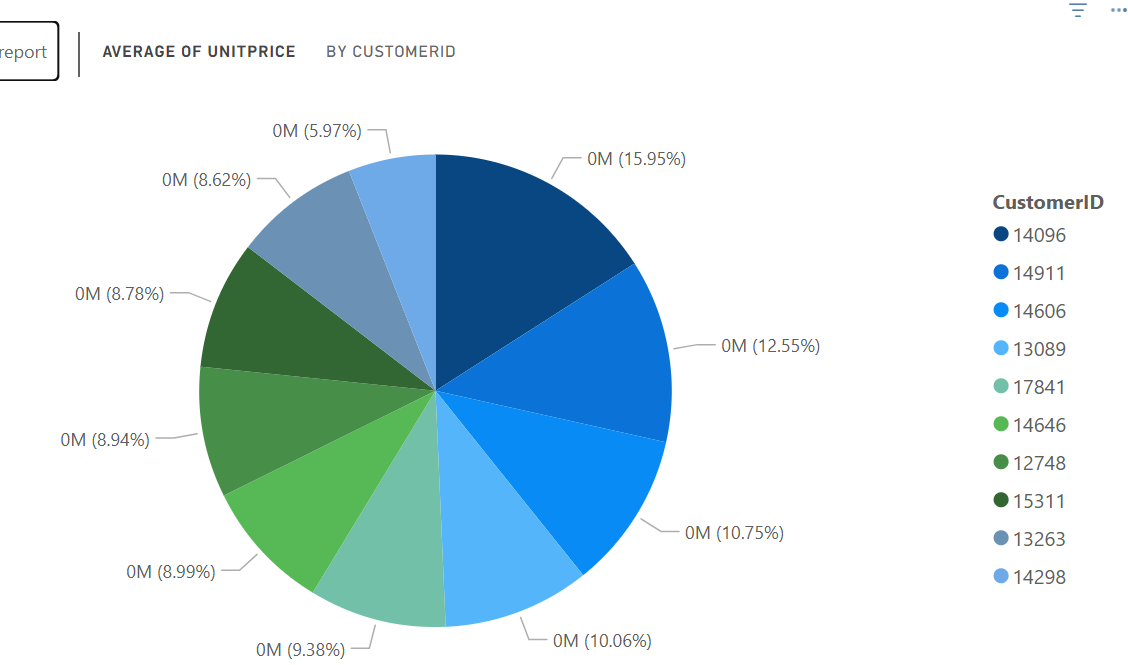 report
AVERAGE OF UNITPRICE BY CUSTOMERID
0M (5.97%)
0M (15.95%)
0M (8.62%)
0M (8.78%)
0M (12.55%)
0M (8.94%)
0M (10.75%)
0M (8.99%)
0M (10.06%)
0M (9.38%)
CustomerID
14096
14911
14606
13089
17841
14646
12748
15311
13263
14298